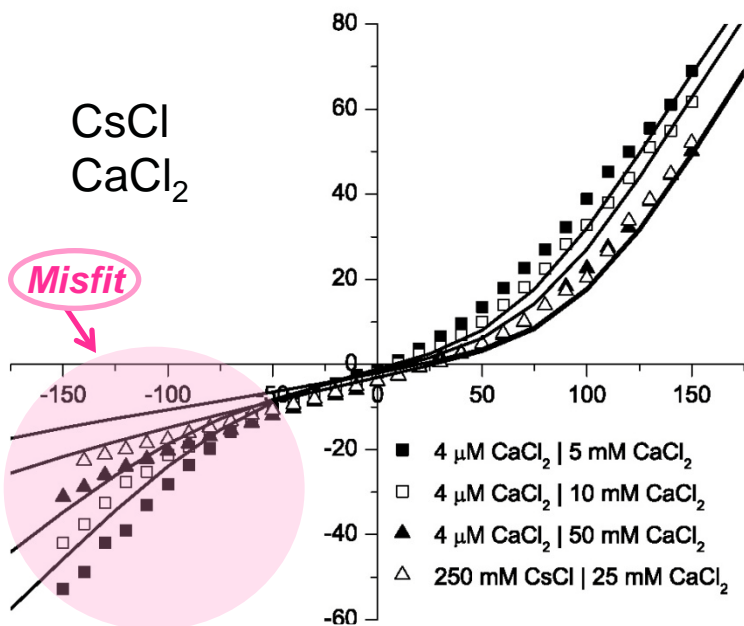 CsCl
CaCl₂
Misfit
80
60
40
20
0
-20
-40
-60
-150
-100
-50
0
50
100
150
4 μM CaCl₂ | 5 mM CaCl₂
4 μM CaCl₂ | 10 mM CaCl₂
4 μM CaCl₂ | 50 mM CaCl₂
250 mM CsCl | 25 mM CaCl₂